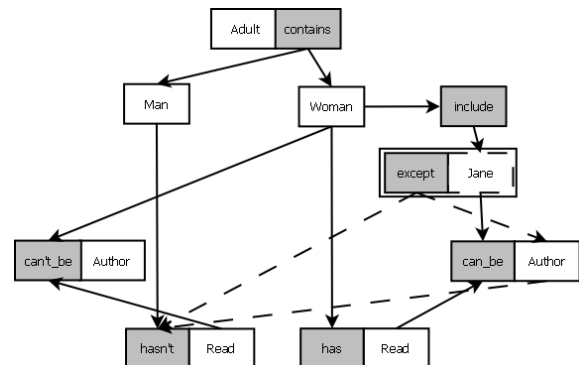 Adult contains
Man Woman include
except Jane
can't_be Author can_be Author
hasn't Read has Read